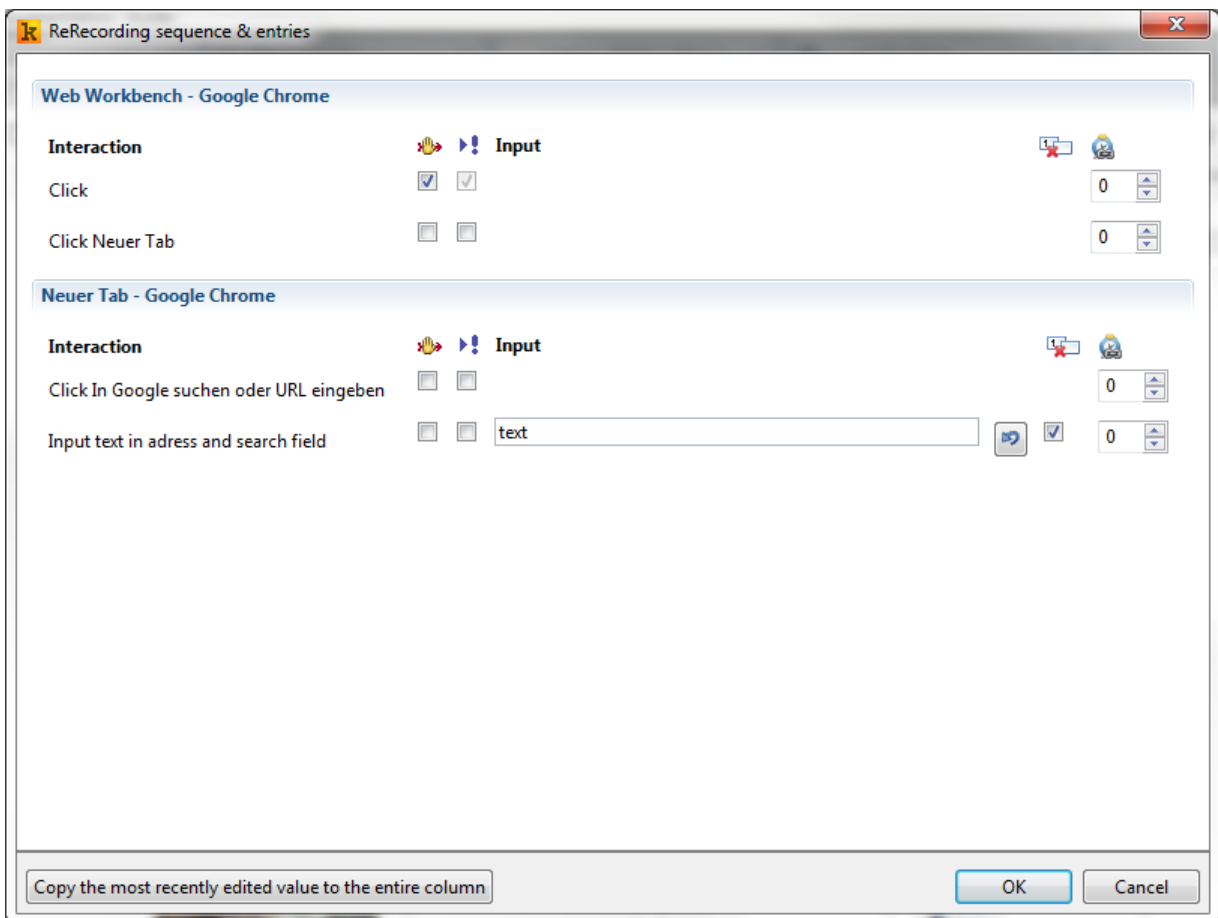 k ReRecording sequence & entries
x
Web Workbench - Google Chrome
Interaction Input
Click 0
Click Neuer Tab 0
Neuer Tab - Google Chrome
Interaction Input
Click In Google suchen oder URL eingeben 0
Input text in adress and search field text 0
Copy the most recently edited value to the entire column OK Cancel